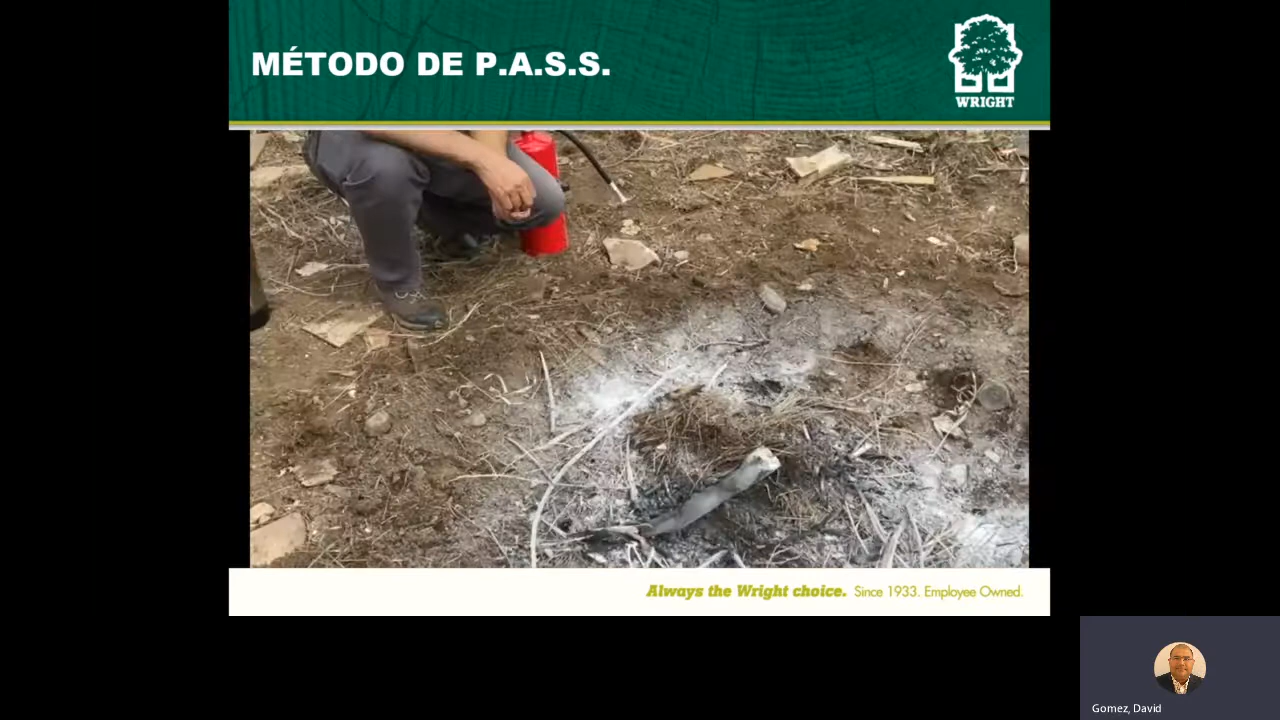 MÉTODO DE P.A.S.S.
WRIGHT
Always the Wright choice. Since 1933. Employee Owned.
Gomez, David